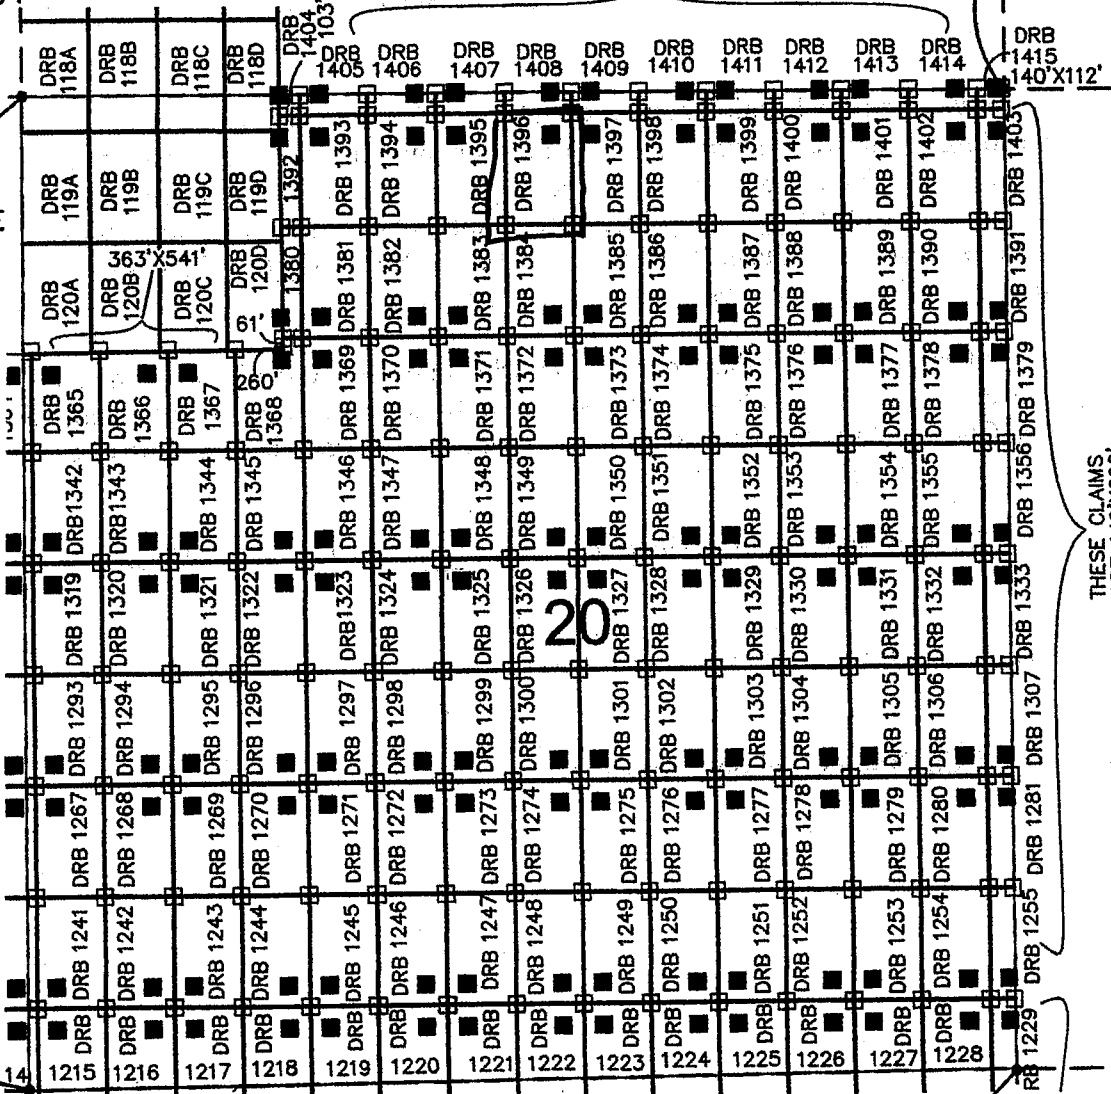 DRB 118A
DRB 118B
DRB 118C
DRB 118D
DRB 1404
103'
DRB 1405
DRB 1406
DRB 1407
DRB 1408
DRB 1409
DRB 1410
DRB 1411
DRB 1412
DRB 1413
DRB 1414
DRB 1415
140'X112'
DRB 119A
DRB 119B
DRB 119C
DRB 119D
1392
DRB 1393
DRB 1394
DRB 1395
DRB 1396
DRB 1397
DRB 1398
DRB 1399
DRB 1400
DRB 1401
DRB 1402
DRB 1403
363'X541'
DRB 120A
DRB 120B
DRB 120C
DRB 120D
1380
DRB 1381
DRB 1382
DRB 1383
DRB 1384
DRB 1385
DRB 1386
DRB 1387
DRB 1388
DRB 1389
DRB 1390
DRB 1391
61'
260'
DRB 1365
DRB 1366
DRB 1367
DRB 1368
DRB 1369
DRB 1370
DRB 1371
DRB 1372
DRB 1373
DRB 1374
DRB 1375
DRB 1376
DRB 1377
DRB 1378
DRB 1379
DRB1342
DRB1343
DRB 1344
DRB 1345
DRB 1346
DRB 1347
DRB 1348
DRB 1349
DRB 1350
DRB 1351
DRB 1352
DRB 1353
DRB 1354
DRB 1355
DRB 1356
THESE CLAIMS
DRB 1319
DRB 1320
DRB 1321
DRB 1322
DRB1323
DRB 1324
DRB 1325
DRB 1326
20
DRB 1327
DRB 1328
DRB 1329
DRB 1330
DRB 1331
DRB 1332
DRB 1333
DRB 1293
DRB 1294
DRB 1295
DRB 1296
DRB 1297
DRB 1298
DRB 1299
DRB 1300
DRB 1301
DRB 1302
DRB 1303
DRB 1304
DRB 1305
DRB 1306
DRB 1307
DRB 1267
DRB 1268
DRB 1269
DRB 1270
DRB 1271
DRB 1272
DRB 1273
DRB 1274
DRB 1275
DRB 1276
DRB 1277
DRB 1278
DRB 1279
DRB 1280
DRB 1281
DRB 1241
DRB 1242
DRB 1243
DRB 1244
DRB 1245
DRB 1246
DRB 1247
DRB 1248
DRB 1249
DRB 1250
DRB 1251
DRB 1252
DRB 1253
DRB 1254
DRB 1255
14
DRB 1215
DRB 1216
DRB 1217
DRB 1218
DRB 1219
DRB 1220
DRB 1221
DRB 1222
DRB 1223
DRB 1224
DRB 1225
DRB 1226
DRB 1227
DRB 1228
RB 1229